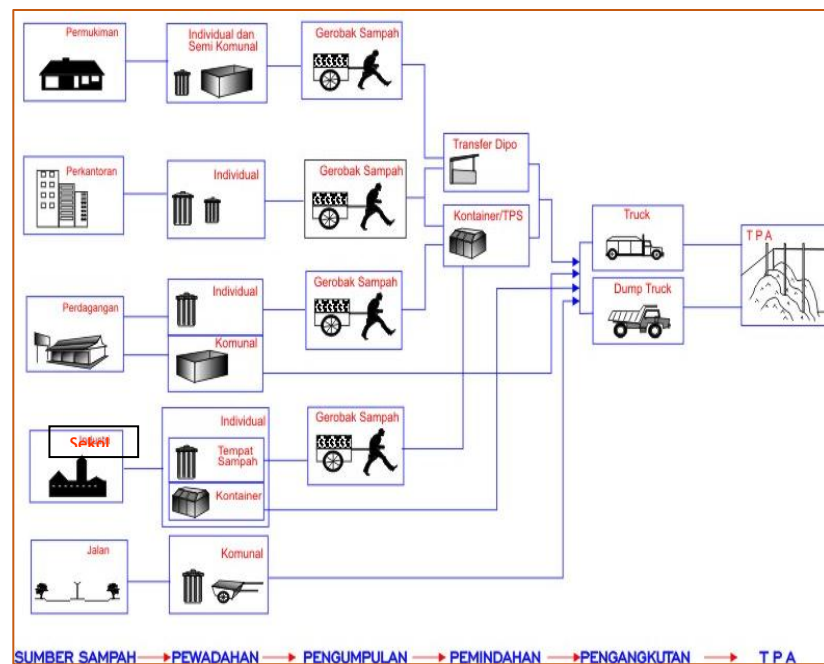 Permukiman
Individual dan
Semi Komunal
Gerobak Sampah
Transfer Dipo
Perkantoran
Individual
Gerobak Sampah
Kontainer/TPS
Truck
T P A
Perdagangan
Individual
Gerobak Sampah
Komunal
Dump Truck
Individual
Gerobak Sampah
Tempat
Sampah
Kontainer
Jalan
Komunal
SUMBER SAMPAH PEWADAHAN PENGUMPULAN PEMINDAHAN PENGANGKUTAN T P A